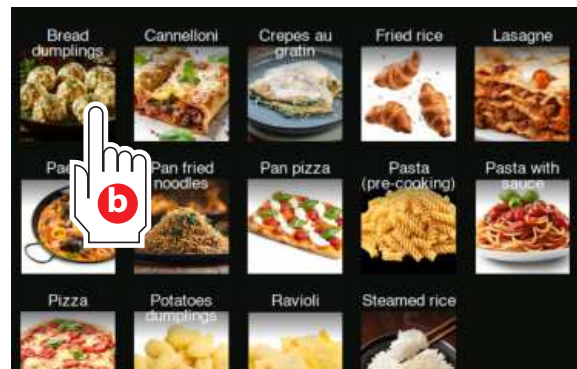 Bread
dumplings
Cannelloni
Crepes au
gratin
Fried rice
Lasagne
b
Pan fried
noodles
Pan pizza
Pasta
(pre-cooking)
Pasta with
sauce
Pizza
Potatoes
dumplings
Ravioli
Steamed rice